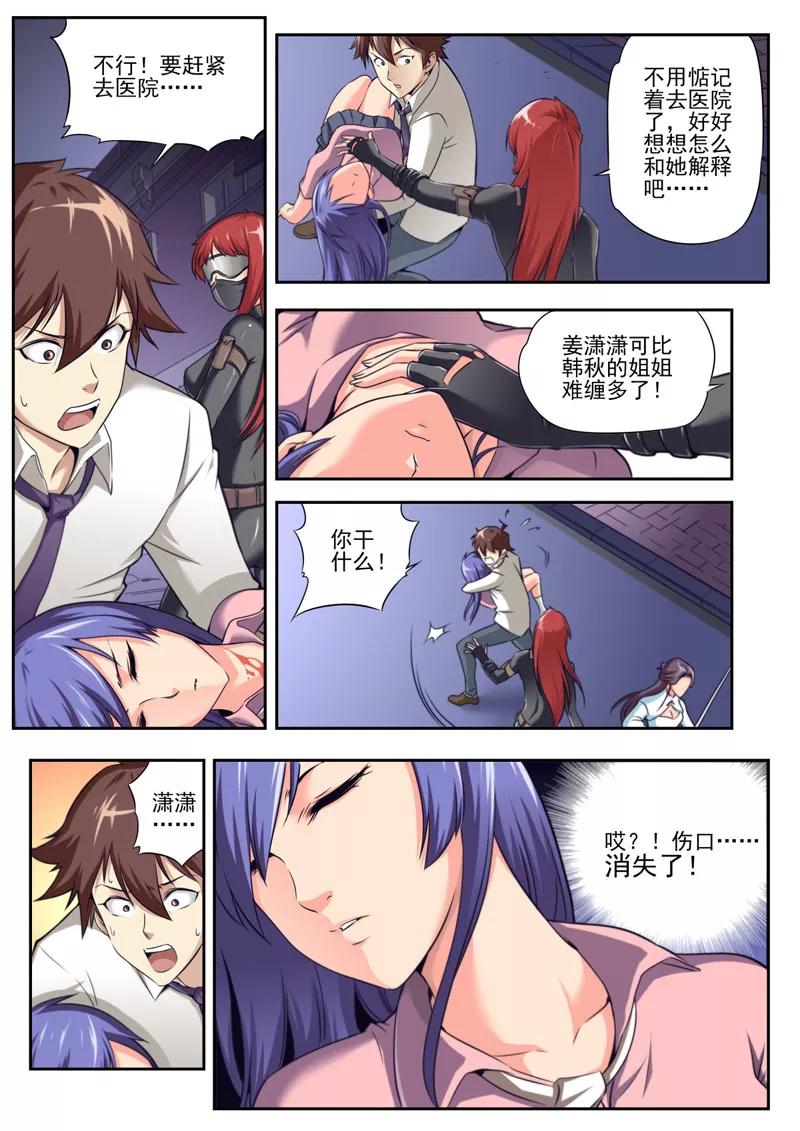 不行！要赶紧
去医院……
不用惦记
着去医院
了，好好
想想怎么
和她解释
吧……
姜潇潇可比
韩秋的姐姐
难缠多了！
你干
什么！
潇潇
……
哎？！伤口……
消失了！